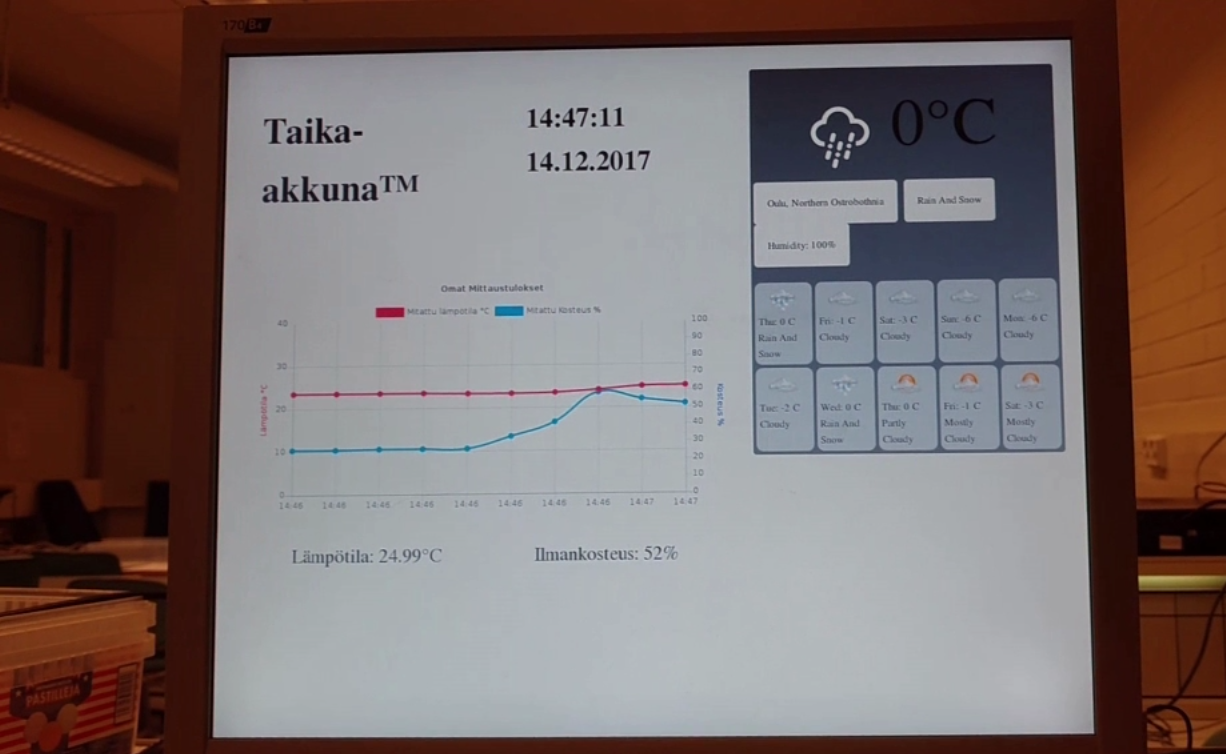 170 B4
Taika-
akkuna™
14:47:11
14.12.2017
0°C
Oulu, Northern Ostrobothnia
Rain And Snow
Humidity: 100%
Omat Mittaustulokset
Mitattu lämpötila °C
Mitattu Kosteus %
Lämpötila °C
40
30
20
10
0
100
90
80
70
60
50
40
30
20
10
0
Kosteus %
14:46 14:46 14:46 14:46 14:46 14:46 14:46 14:46 14:47 14:47
Lämpötila: 24.99°C
Ilmankosteus: 52%
Thu: 0 C
Rain And
Snow
Fri: -1 C
Cloudy
Sat: -3 C
Cloudy
Sun: -6 C
Cloudy
Mon: -6 C
Cloudy
Tue: -2 C
Cloudy
Wed: 0 C
Rain And
Snow
Thu: 0 C
Partly
Cloudy
Fri: -1 C
Mostly
Cloudy
Sat: -3 C
Mostly
Cloudy
PASTILLEJA